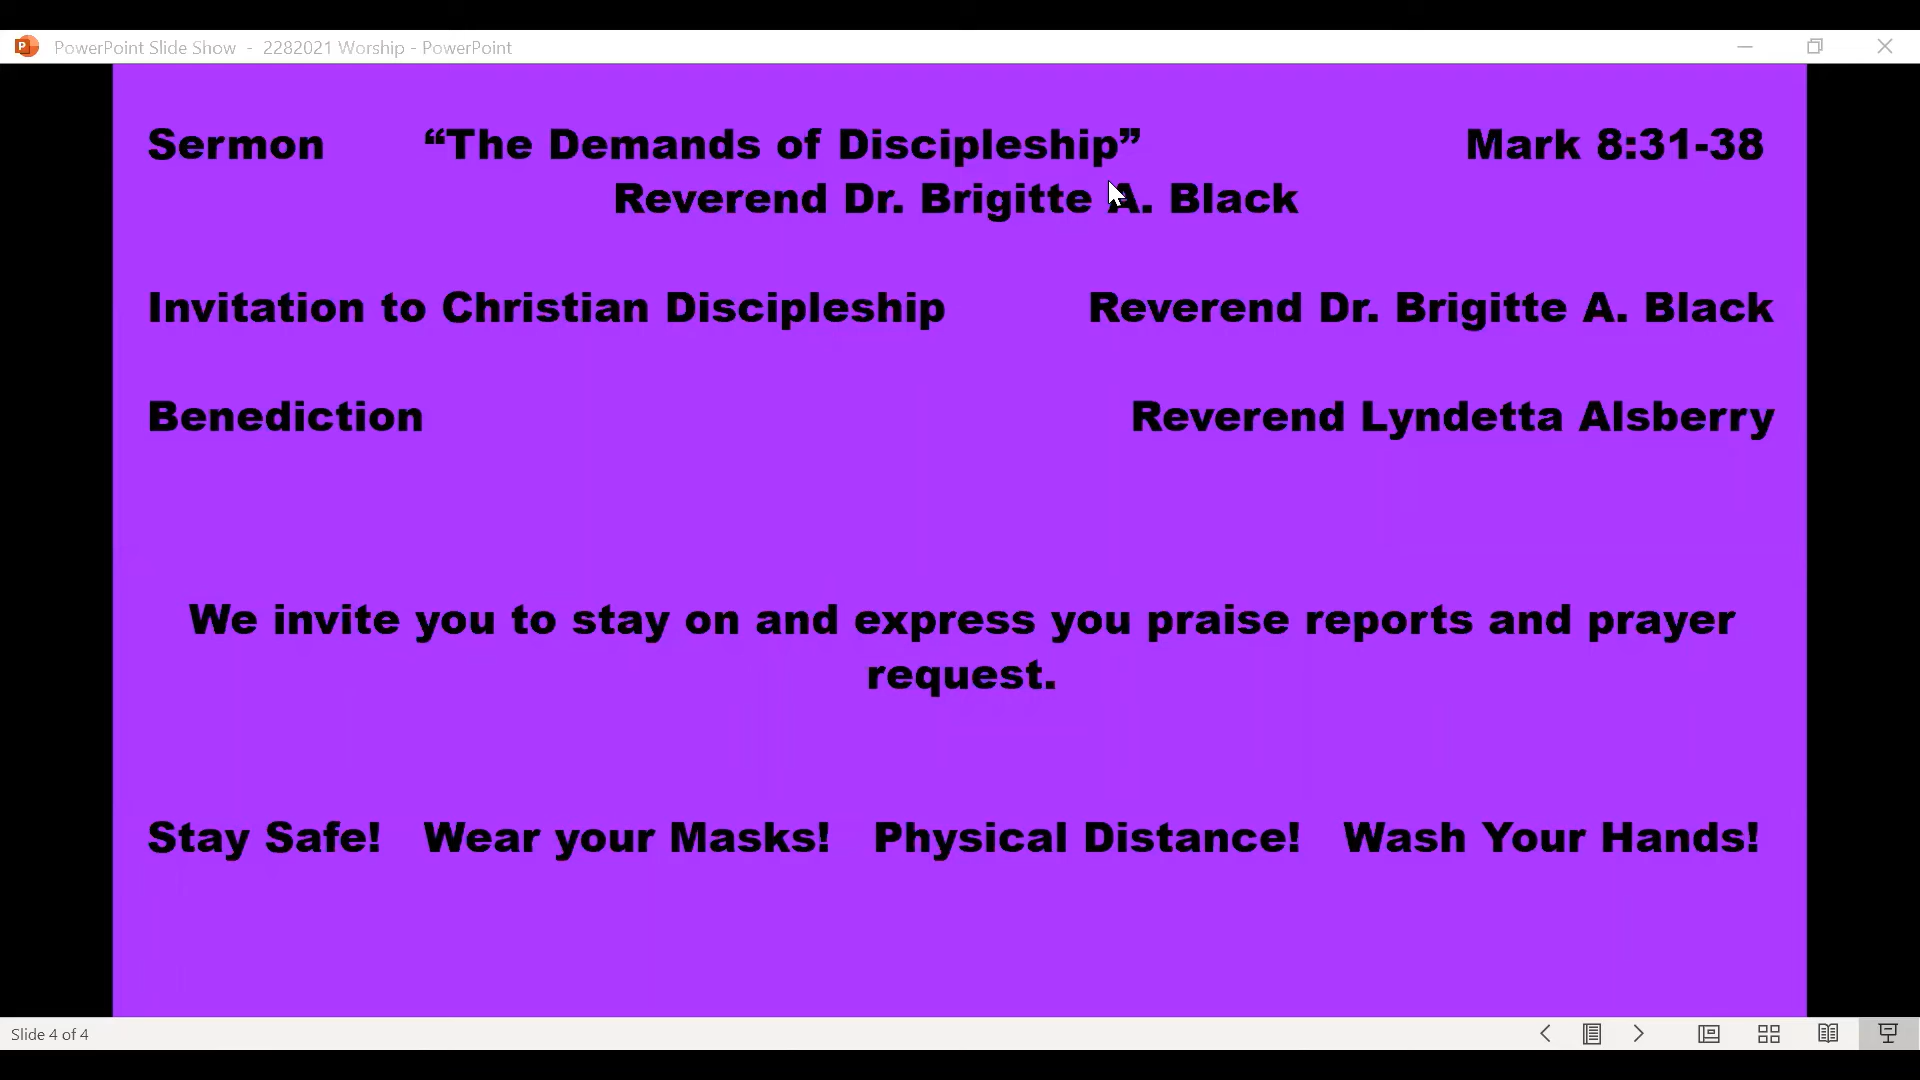 PowerPoint Slide Show - 2282021 Worship - PowerPoint
Sermon “The Demands of Discipleship” Mark 8:31-38
Reverend Dr. Brigitte A. Black
Invitation to Christian Discipleship Reverend Dr. Brigitte A. Black
Benediction Reverend Lyndetta Alsberry
We invite you to stay on and express you praise reports and prayer
request.
Stay Safe! Wear your Masks! Physical Distance! Wash Your Hands!
Slide 4 of 4